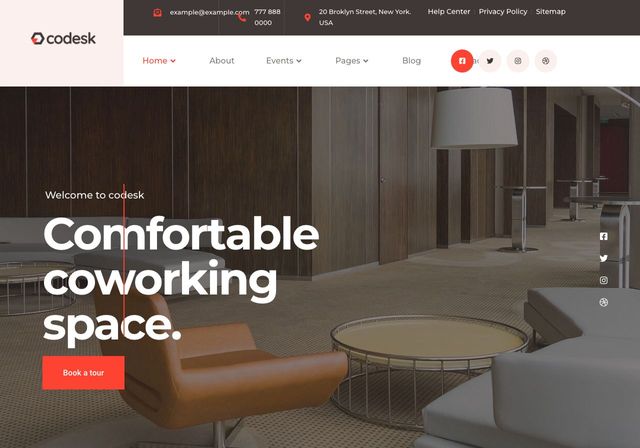 codesk
example@example.com
777 888
0000
20 Broklyn Street, New York.
USA
Help Center
Privacy Policy
Sitemap
Home
About
Events
Pages
Blog
Welcome to codesk
Comfortable
coworking
space.
Book a tour